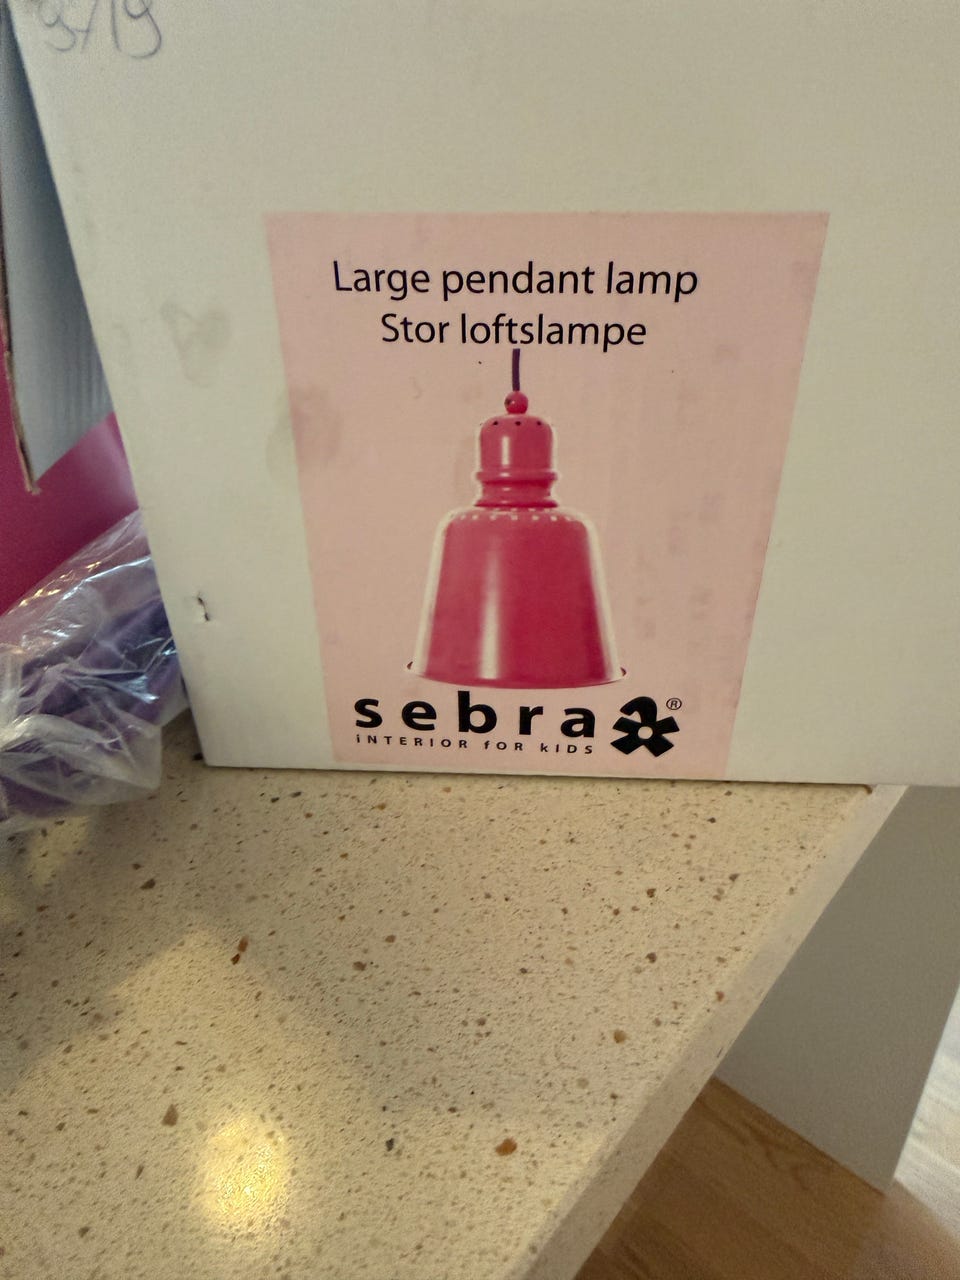 Large pendant lamp
Stor loftslampe
sebra ®
iNTERIOR fOR kIDS